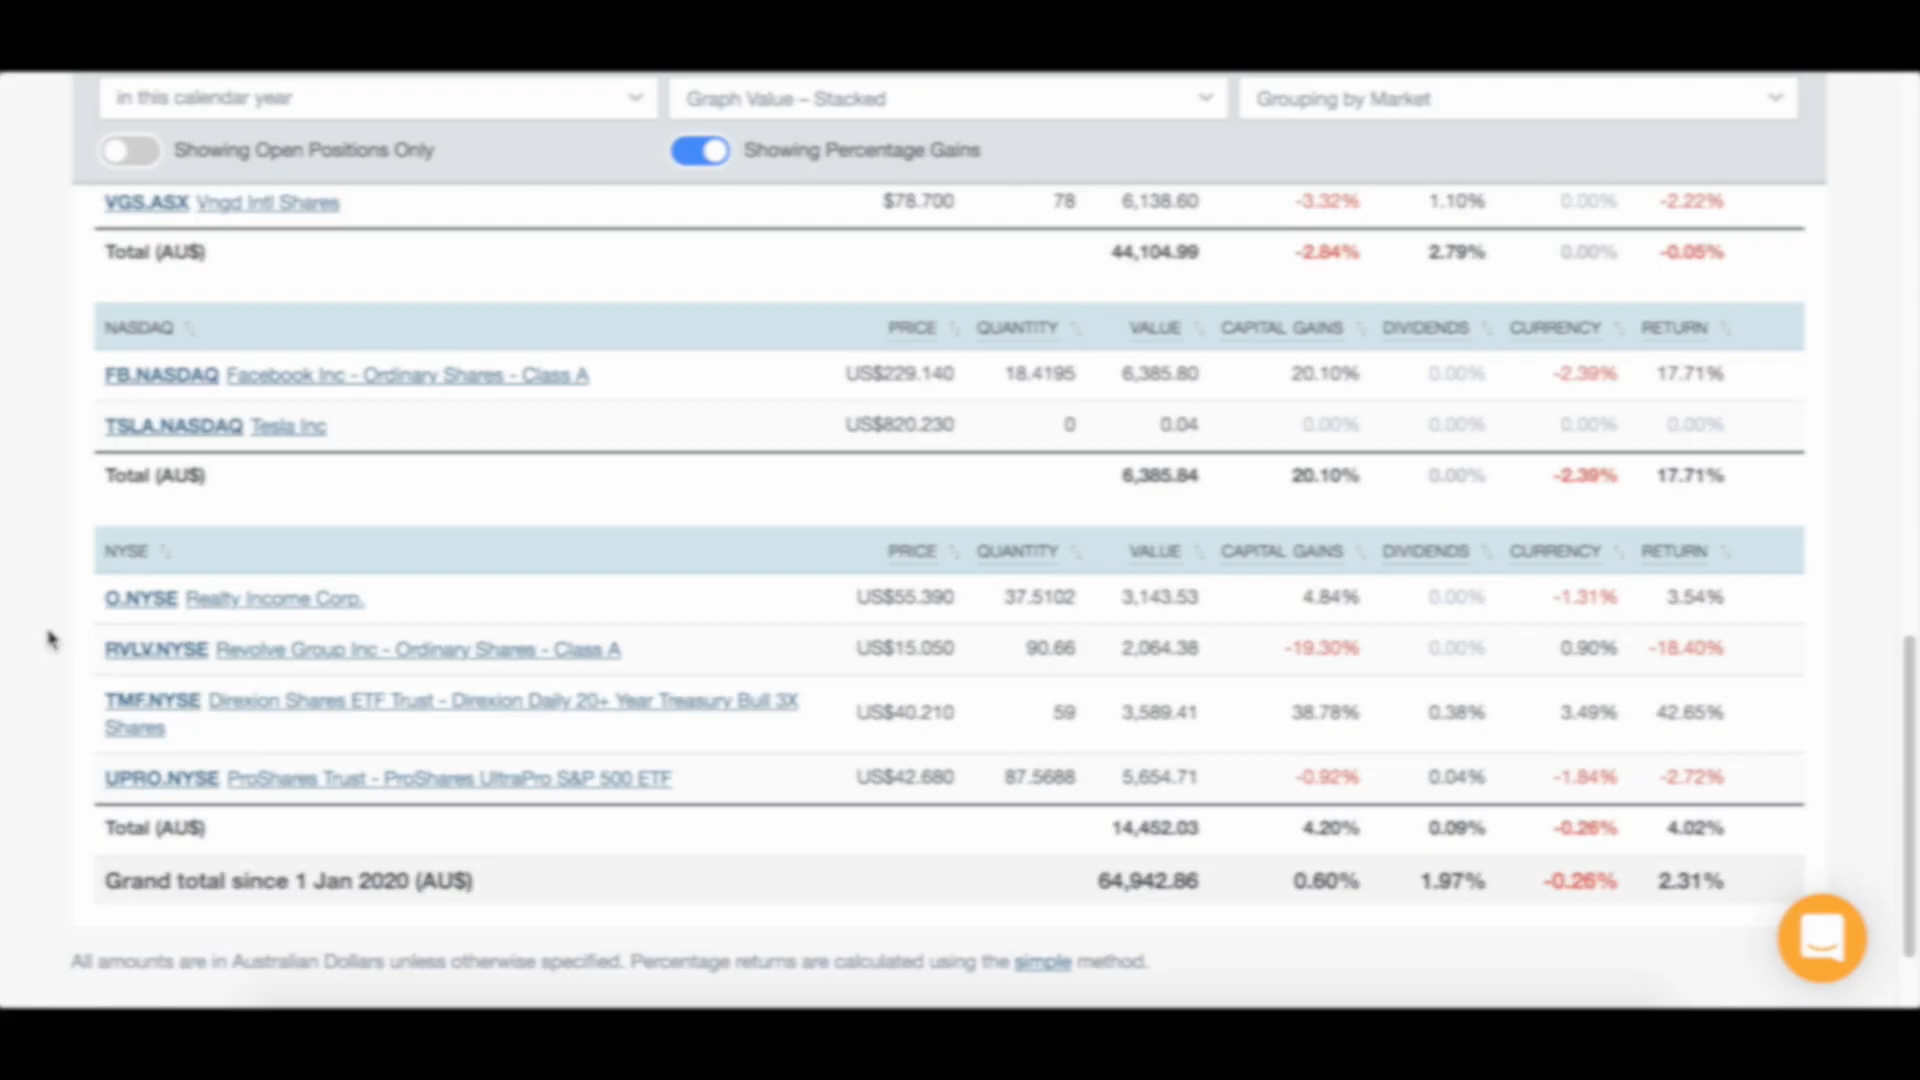 in this calendar year Graph Value – Stacked Grouping by Market
Showing Open Positions Only Showing Percentage Gains
VGS.ASX Vngd Intl Shares $78.700 78 6,138.60 -3.32% 1.10% 0.00% -2.22%
Total (AU$) 44,104.99 -2.84% 2.79% 0.00% -0.05%
NASDAQ PRICE QUANTITY VALUE CAPITAL GAINS DIVIDENDS CURRENCY RETURN
FB.NASDAQ Facebook Inc - Ordinary Shares - Class A US$229.140 18.4195 6,385.80 20.10% 0.00% -2.39% 17.71%
TSLA.NASDAQ Tesla Inc US$820.230 0 0.04 0.00% 0.00% 0.00% 0.00%
Total (AU$) 6,385.84 20.10% 0.00% -2.39% 17.71%
NYSE PRICE QUANTITY VALUE CAPITAL GAINS DIVIDENDS CURRENCY RETURN
O.NYSE Realty Income Corp. US$55.390 37.5102 3,143.53 4.84% 0.00% -1.31% 3.54%
RVLV.NYSE Revolve Group Inc - Ordinary Shares - Class A US$15.050 90.66 2,064.38 -19.30% 0.00% 0.90% -18.40%
TMF.NYSE Direxion Shares ETF Trust - Direxion Daily 20+ Year Treasury Bull 3X
Shares US$40.210 59 3,589.41 38.78% 0.38% 3.49% 42.65%
UPRO.NYSE ProShares Trust - ProShares UltraPro S&P 500 ETF US$42.680 87.5688 5,654.71 -0.92% 0.04% -1.84% -2.72%
Total (AU$) 14,452.03 4.20% 0.09% -0.26% 4.02%
Grand total since 1 Jan 2020 (AU$) 64,942.86 0.60% 1.97% -0.26% 2.31%
All amounts are in Australian Dollars unless otherwise specified. Percentage returns are calculated using the simple method.